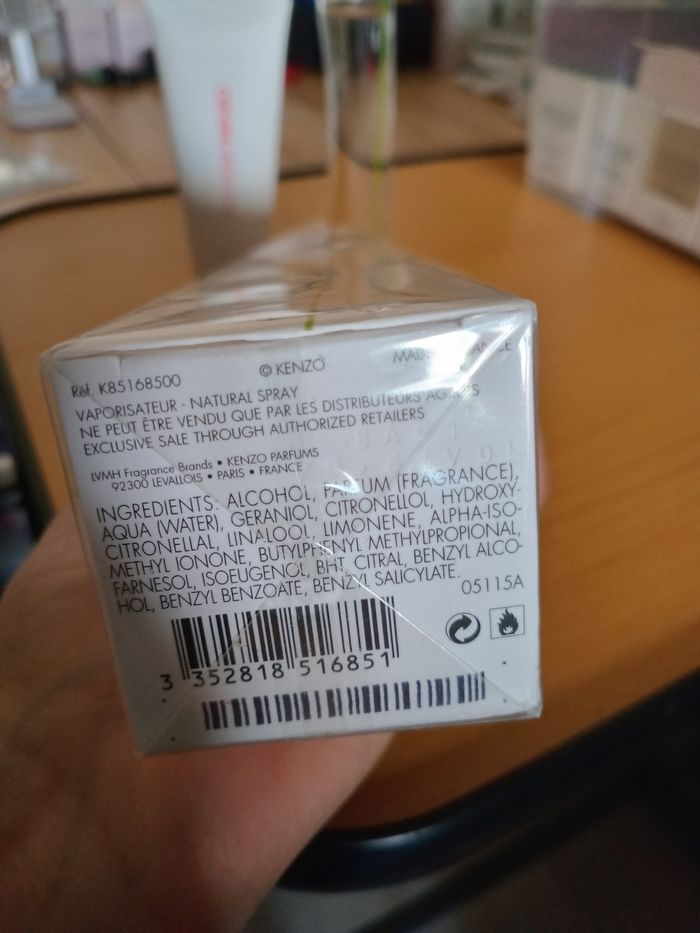 © KENZO
Réf. K85168500
VAPORISATEUR - NATURAL SPRAY
NE PEUT ÊTRE VENDU QUE PAR LES DISTRIBUTEURS
EXCLUSIVE SALE THROUGH AUTHORIZED RETAILERS
LVMH Fragrance Brands • KENZO PARFUMS
92300 LEVALLOIS • PARIS • FRANCE
INGREDIENTS: ALCOHOL, PARFUM (FRAGRANCE),
AQUA (WATER), GERANIOL, CITRONELLOL, HYDROXY-
CITRONELLAL, LINALOOL, LIMONENE, ALPHA-ISO-
METHYL IONONE, BUTYLPHENYL METHYLPROPIONAL,
FARNESOL, ISOEUGENOL, BHT, CITRAL, BENZYL ALCO-
HOL, BENZYL BENZOATE, BENZYL SALICYLATE.
05115A
3 352818 516851